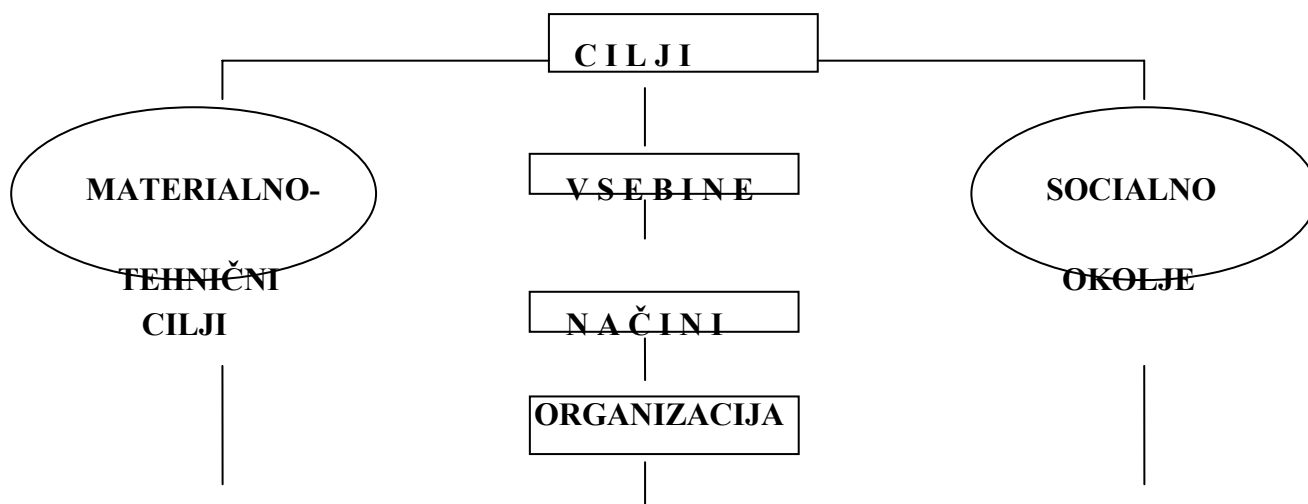 C I L J I
MATERIALNO-
TEHNIČNI
CILJI
V S E B I N E
N A Č I N I
ORGANIZACIJA
SOCIALNO
OKOLJE